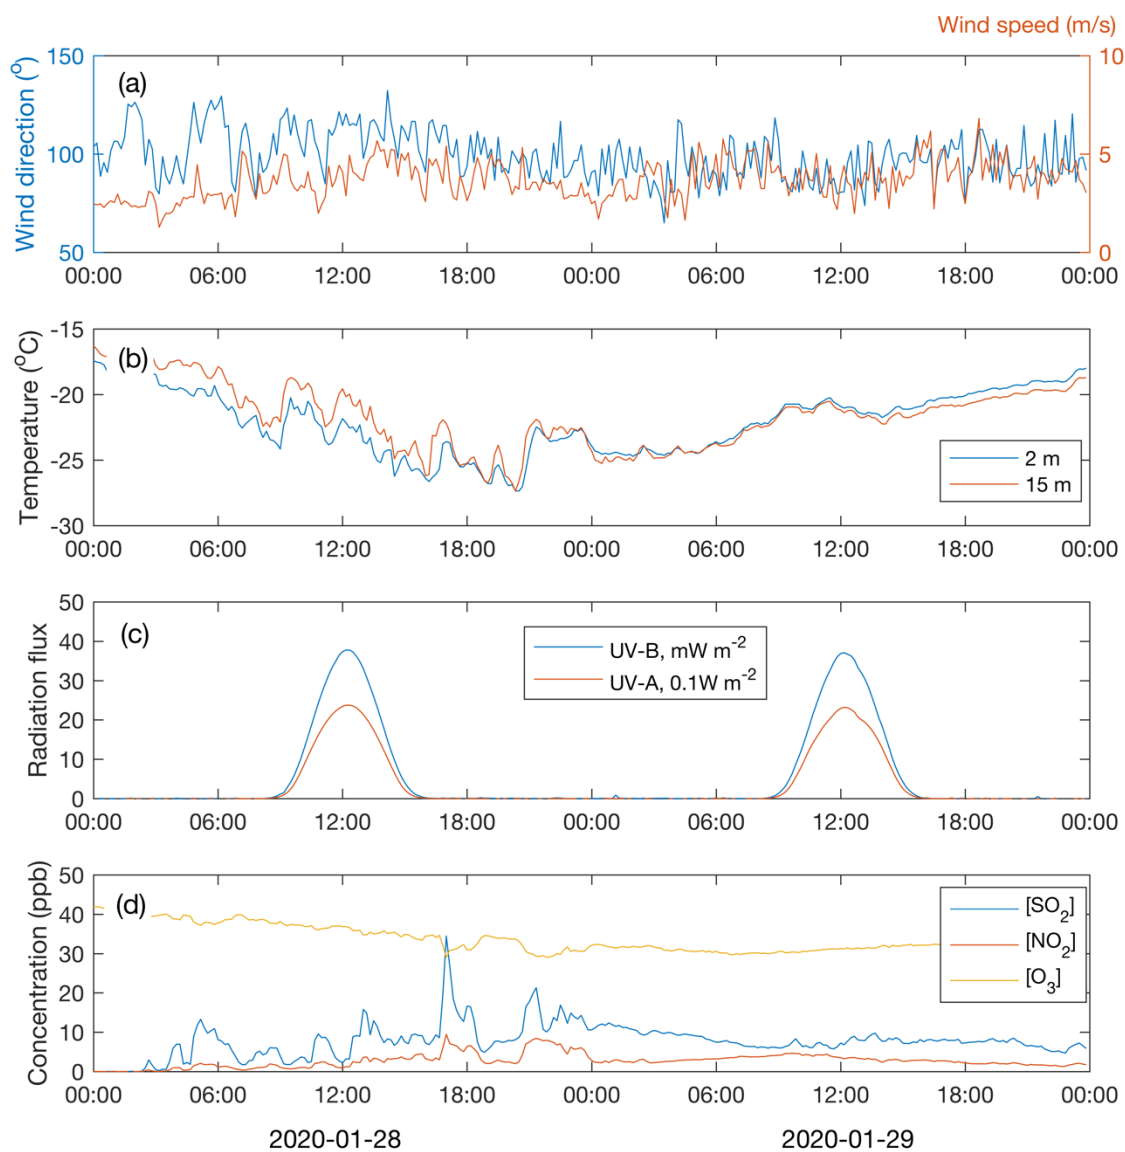 Wind speed (m/s)
Wind direction (°)
(a)
150
100
50
10
5
0
00:00 06:00 12:00 18:00 00:00 06:00 12:00 18:00 00:00
Temperature (°C)
(b)
-15
-20
-25
-30
2 m
15 m
00:00 06:00 12:00 18:00 00:00 06:00 12:00 18:00 00:00
Radiation flux
(c)
50
40
30
20
10
0
UV-B, mW m⁻²
UV-A, 0.1W m⁻²
00:00 06:00 12:00 18:00 00:00 06:00 12:00 18:00 00:00
Concentration (ppb)
(d)
50
40
30
20
10
0
[SO₂]
[NO₂]
[O₃]
00:00 06:00 12:00 18:00 00:00 06:00 12:00 18:00 00:00
2020-01-28 2020-01-29